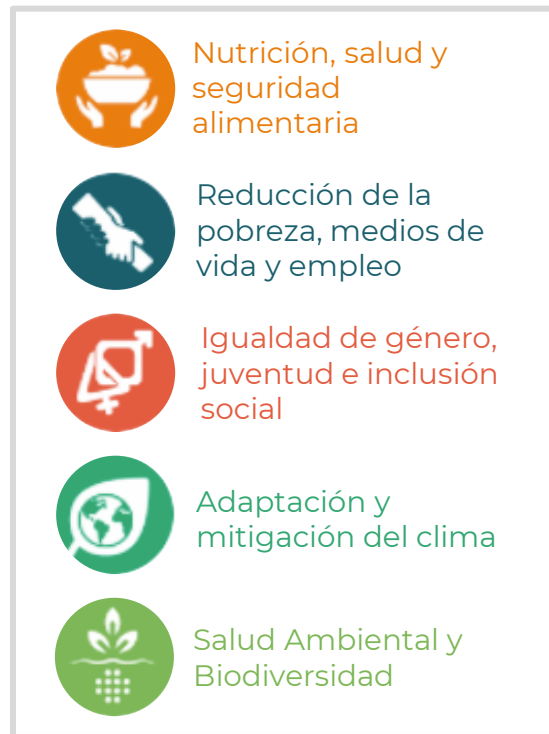 Nutrición, salud y
seguridad
alimentaria
Reducción de la
pobreza, medios de
vida y empleo
Igualdad de género,
juventud e inclusión
social
Adaptación y
mitigación del clima
Salud Ambiental y
Biodiversidad